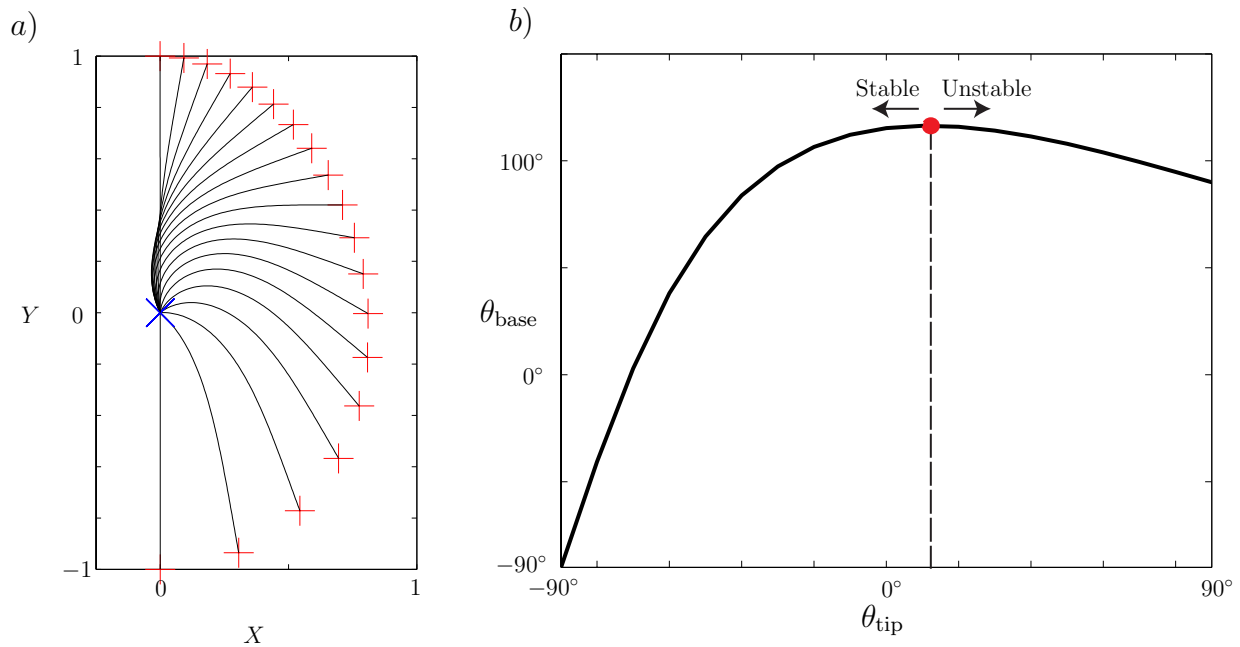 a)
1
Y
0
−1
0
1
X
b)
Stable
Unstable
100°
θbase
0°
−90°
−90°
0°
90°
θtip